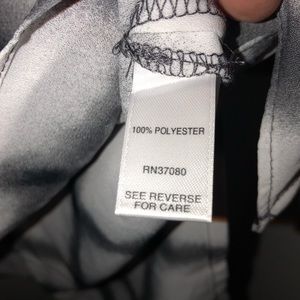 100% POLYESTER
RN37080
SEE REVERSE
FOR CARE